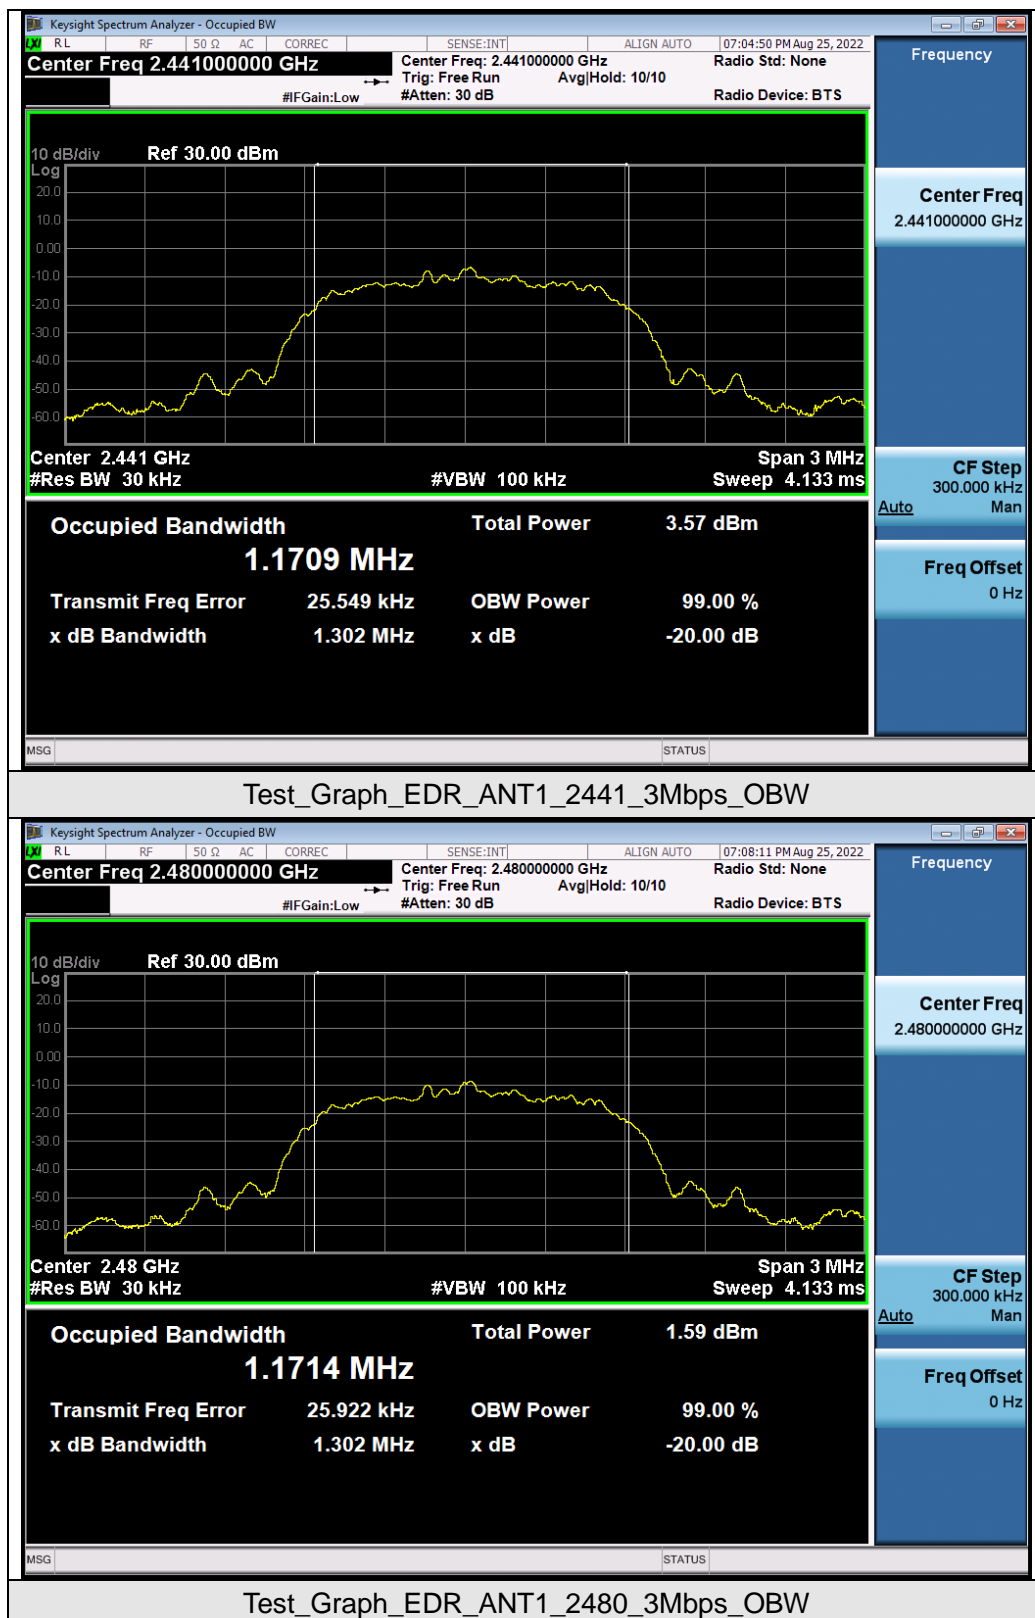 Keysight Spectrum Analyzer - Occupied BW
LXI RL RF 50 Ω AC CORREC SENSE:INT ALIGN AUTO 07:04:50 PM Aug 25, 2022
Center Freq 2.441000000 GHz
Center Freq: 2.441000000 GHz
Radio Std: None
Trig: Free Run Avg|Hold: 10/10
#IFGain:Low
#Atten: 30 dB
Radio Device: BTS
Frequency
10 dB/div Ref 30.00 dBm
Log
20.0
10.0
0.00
-10.0
-20.0
-30.0
-40.0
-50.0
-60.0
Center 2.441 GHz Span 3 MHz
#Res BW 30 kHz #VBW 100 kHz Sweep 4.133 ms
Center Freq
2.441000000 GHz
CF Step
300.000 kHz
Auto Man
Freq Offset
0 Hz
Occupied Bandwidth Total Power 3.57 dBm
1.1709 MHz
Transmit Freq Error 25.549 kHz OBW Power 99.00 %
x dB Bandwidth 1.302 MHz x dB -20.00 dB
MSG STATUS
Test_Graph_EDR_ANT1_2441_3Mbps_OBW
Keysight Spectrum Analyzer - Occupied BW
LXI RL RF 50 Ω AC CORREC SENSE:INT ALIGN AUTO 07:08:11 PM Aug 25, 2022
Center Freq 2.480000000 GHz
Center Freq: 2.480000000 GHz
Radio Std: None
Trig: Free Run Avg|Hold: 10/10
#IFGain:Low
#Atten: 30 dB
Radio Device: BTS
Frequency
10 dB/div Ref 30.00 dBm
Log
20.0
10.0
0.00
-10.0
-20.0
-30.0
-40.0
-50.0
-60.0
Center 2.48 GHz Span 3 MHz
#Res BW 30 kHz #VBW 100 kHz Sweep 4.133 ms
Center Freq
2.480000000 GHz
CF Step
300.000 kHz
Auto Man
Freq Offset
0 Hz
Occupied Bandwidth Total Power 1.59 dBm
1.1714 MHz
Transmit Freq Error 25.922 kHz OBW Power 99.00 %
x dB Bandwidth 1.302 MHz x dB -20.00 dB
MSG STATUS
Test_Graph_EDR_ANT1_2480_3Mbps_OBW